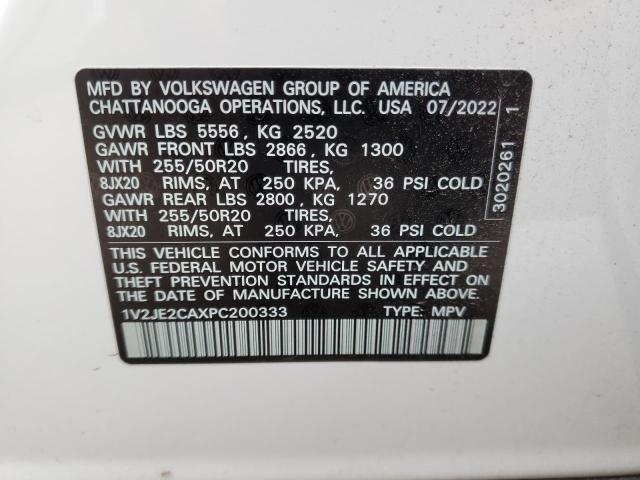 MFD BY VOLKSWAGEN GROUP OF AMERICA
CHATTANOOGA OPERATIONS, LLC. USA 07/2022
GVWR LBS 5556, KG 2520
GAWR FRONT LBS 2866, KG 1300
WITH 255/50R20 TIRES,
8JX20 RIMS, AT 250 KPA, 36 PSI COLD
GAWR REAR LBS 2800, KG 1270
WITH 255/50R20 TIRES,
8JX20 RIMS, AT 250 KPA, 36 PSI COLD
THIS VEHICLE CONFORMS TO ALL APPLICABLE
U.S. FEDERAL MOTOR VEHICLE SAFETY AND
THEFT PREVENTION STANDARDS IN EFFECT ON
THE DATE OF MANUFACTURE SHOWN ABOVE.
1V2JE2CAXPC200333 TYPE: MPV
3020261 1